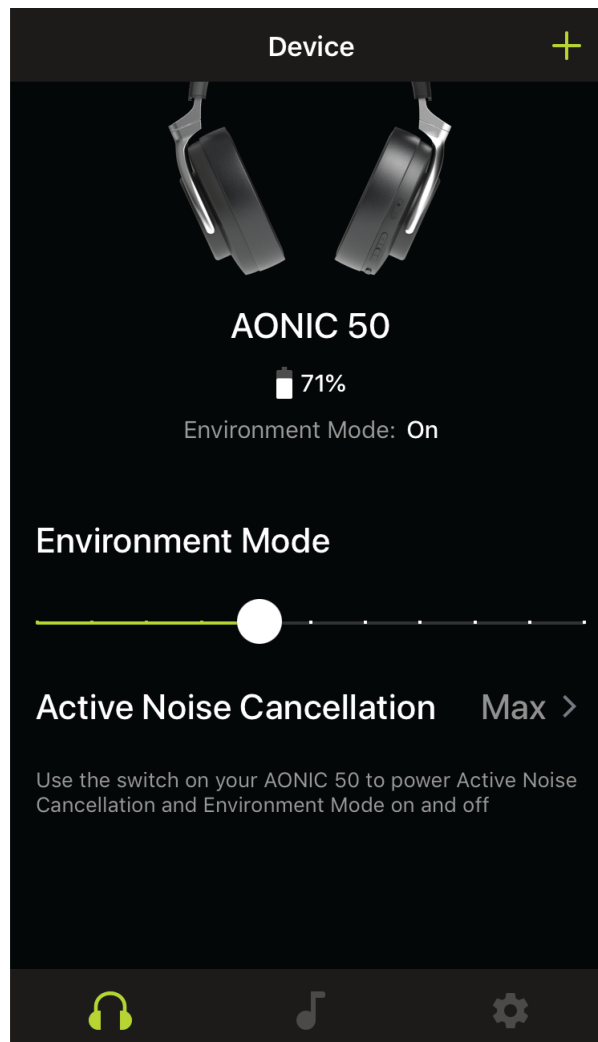 Device
AONIC 50
71%
Environment Mode: On
Environment Mode
Active Noise Cancellation Max >
Use the switch on your AONIC 50 to power Active Noise
Cancellation and Environment Mode on and off